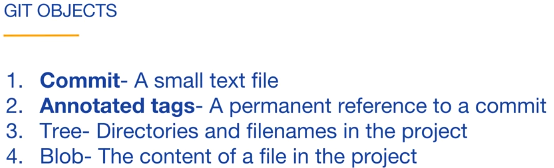 GIT OBJECTS
1. Commit- A small text file
2. Annotated tags- A permanent reference to a commit
3. Tree- Directories and filenames in the project
4. Blob- The content of a file in the project